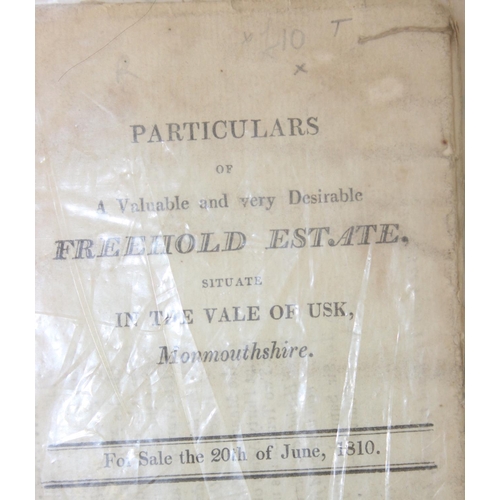 x £10 T
x
PARTICULARS
OF
A Valuable and very Desirable
FREEHOLD ESTATE,
SITUATE
IN THE VALE OF USK,
Monmouthshire.
For Sale the 20th of June, 1810.